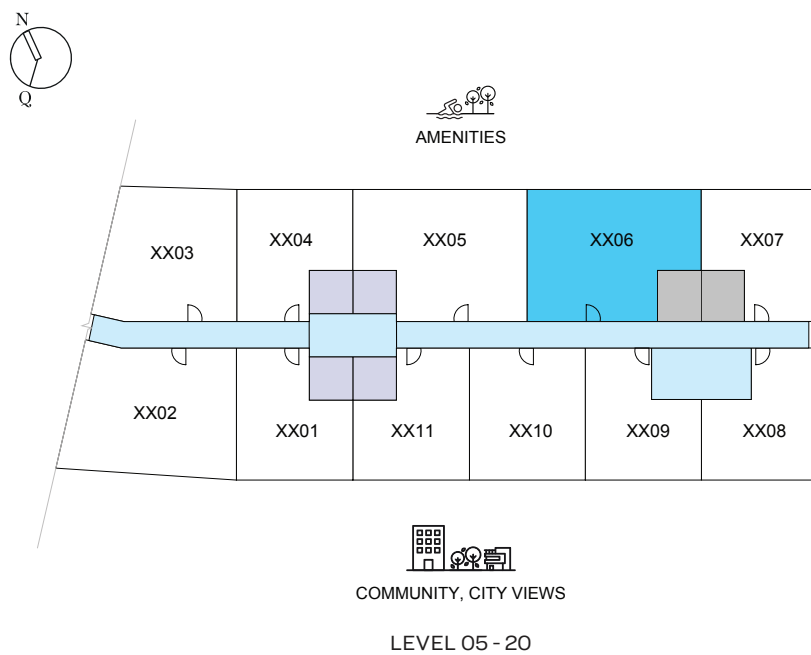 N
Q
AMENITIES
XX03
XX04
XX05
XX06
XX07
XX02
XX01
XX11
XX10
XX09
XX08
COMMUNITY, CITY VIEWS
LEVEL 05 - 20